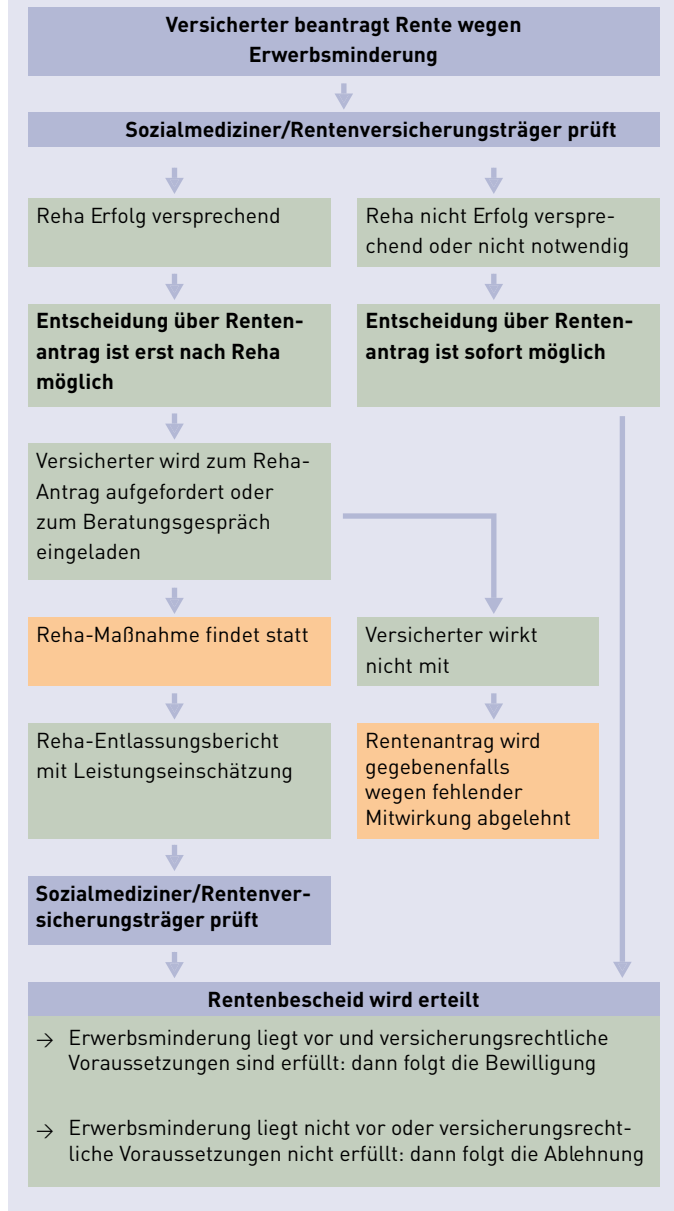 Versicherter beantragt Rente wegen
Erwerbsminderung
Sozialmediziner/Rentenversicherungsträger prüft
Reha Erfolg versprechend
Reha nicht Erfolg verspre-
chend oder nicht notwendig
Entscheidung über Renten-
antrag ist erst nach Reha
möglich
Entscheidung über Renten-
antrag ist sofort möglich
Versicherter wird zum Reha-
Antrag aufgefordert oder
zum Beratungsgespräch
eingeladen
Reha-Maßnahme findet statt
Versicherter wirkt
nicht mit
Reha-Entlassungsbericht
mit Leistungseinschätzung
Rentenantrag wird
gegebenenfalls
wegen fehlender
Mitwirkung abgelehnt
Sozialmediziner/Rentenver-
sicherungsträger prüft
Rentenbescheid wird erteilt
→ Erwerbsminderung liegt vor und versicherungsrechtliche
Voraussetzungen sind erfüllt: dann folgt die Bewilligung
→ Erwerbsminderung liegt nicht vor oder versicherungsrecht-
liche Voraussetzungen nicht erfüllt: dann folgt die Ablehnung